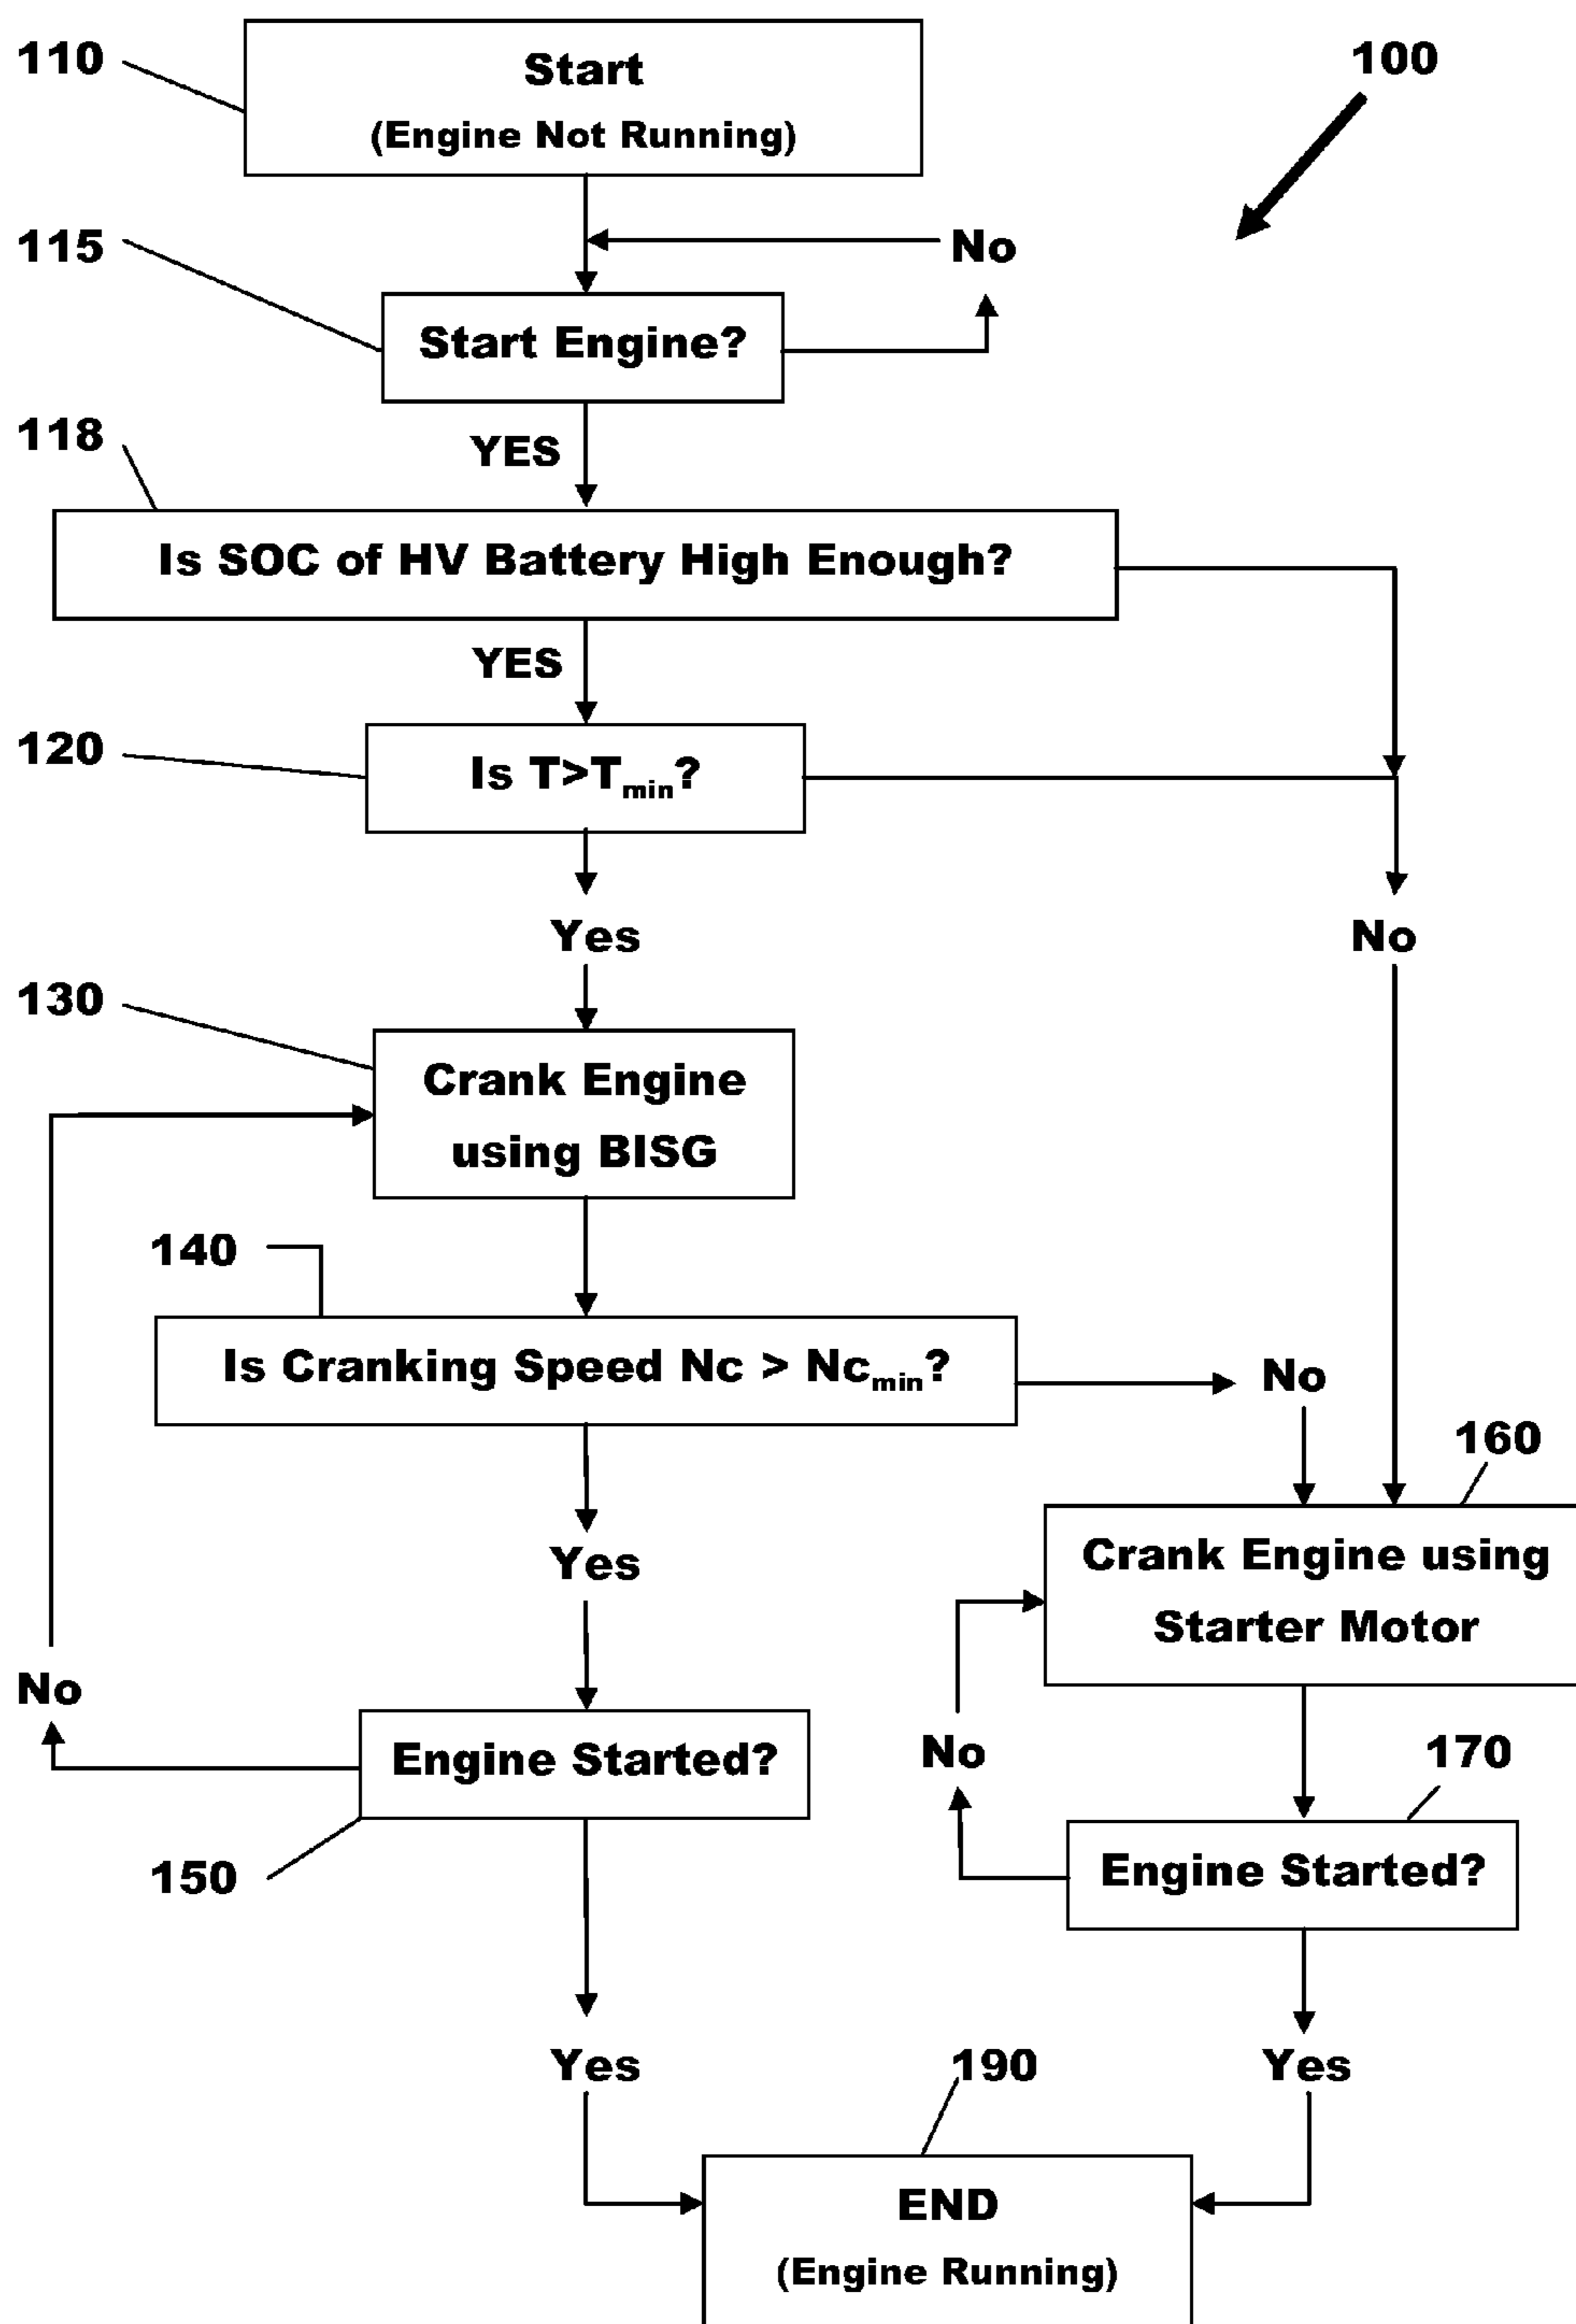 110
Start
100
(Engine Not Running)
115
No
Start Engine?
118
YES
Is SOC of HV Battery High Enough?
YES
120
Is T>Tmin?
Yes
No
130
Crank Engine
using BISG
140
Is Cranking Speed Nc > Ncmin?
No
160
Yes
Crank Engine using
Starter Motor
No
Engine Started?
No
170
150
Engine Started?
Yes
190
Yes
END
(Engine Running)